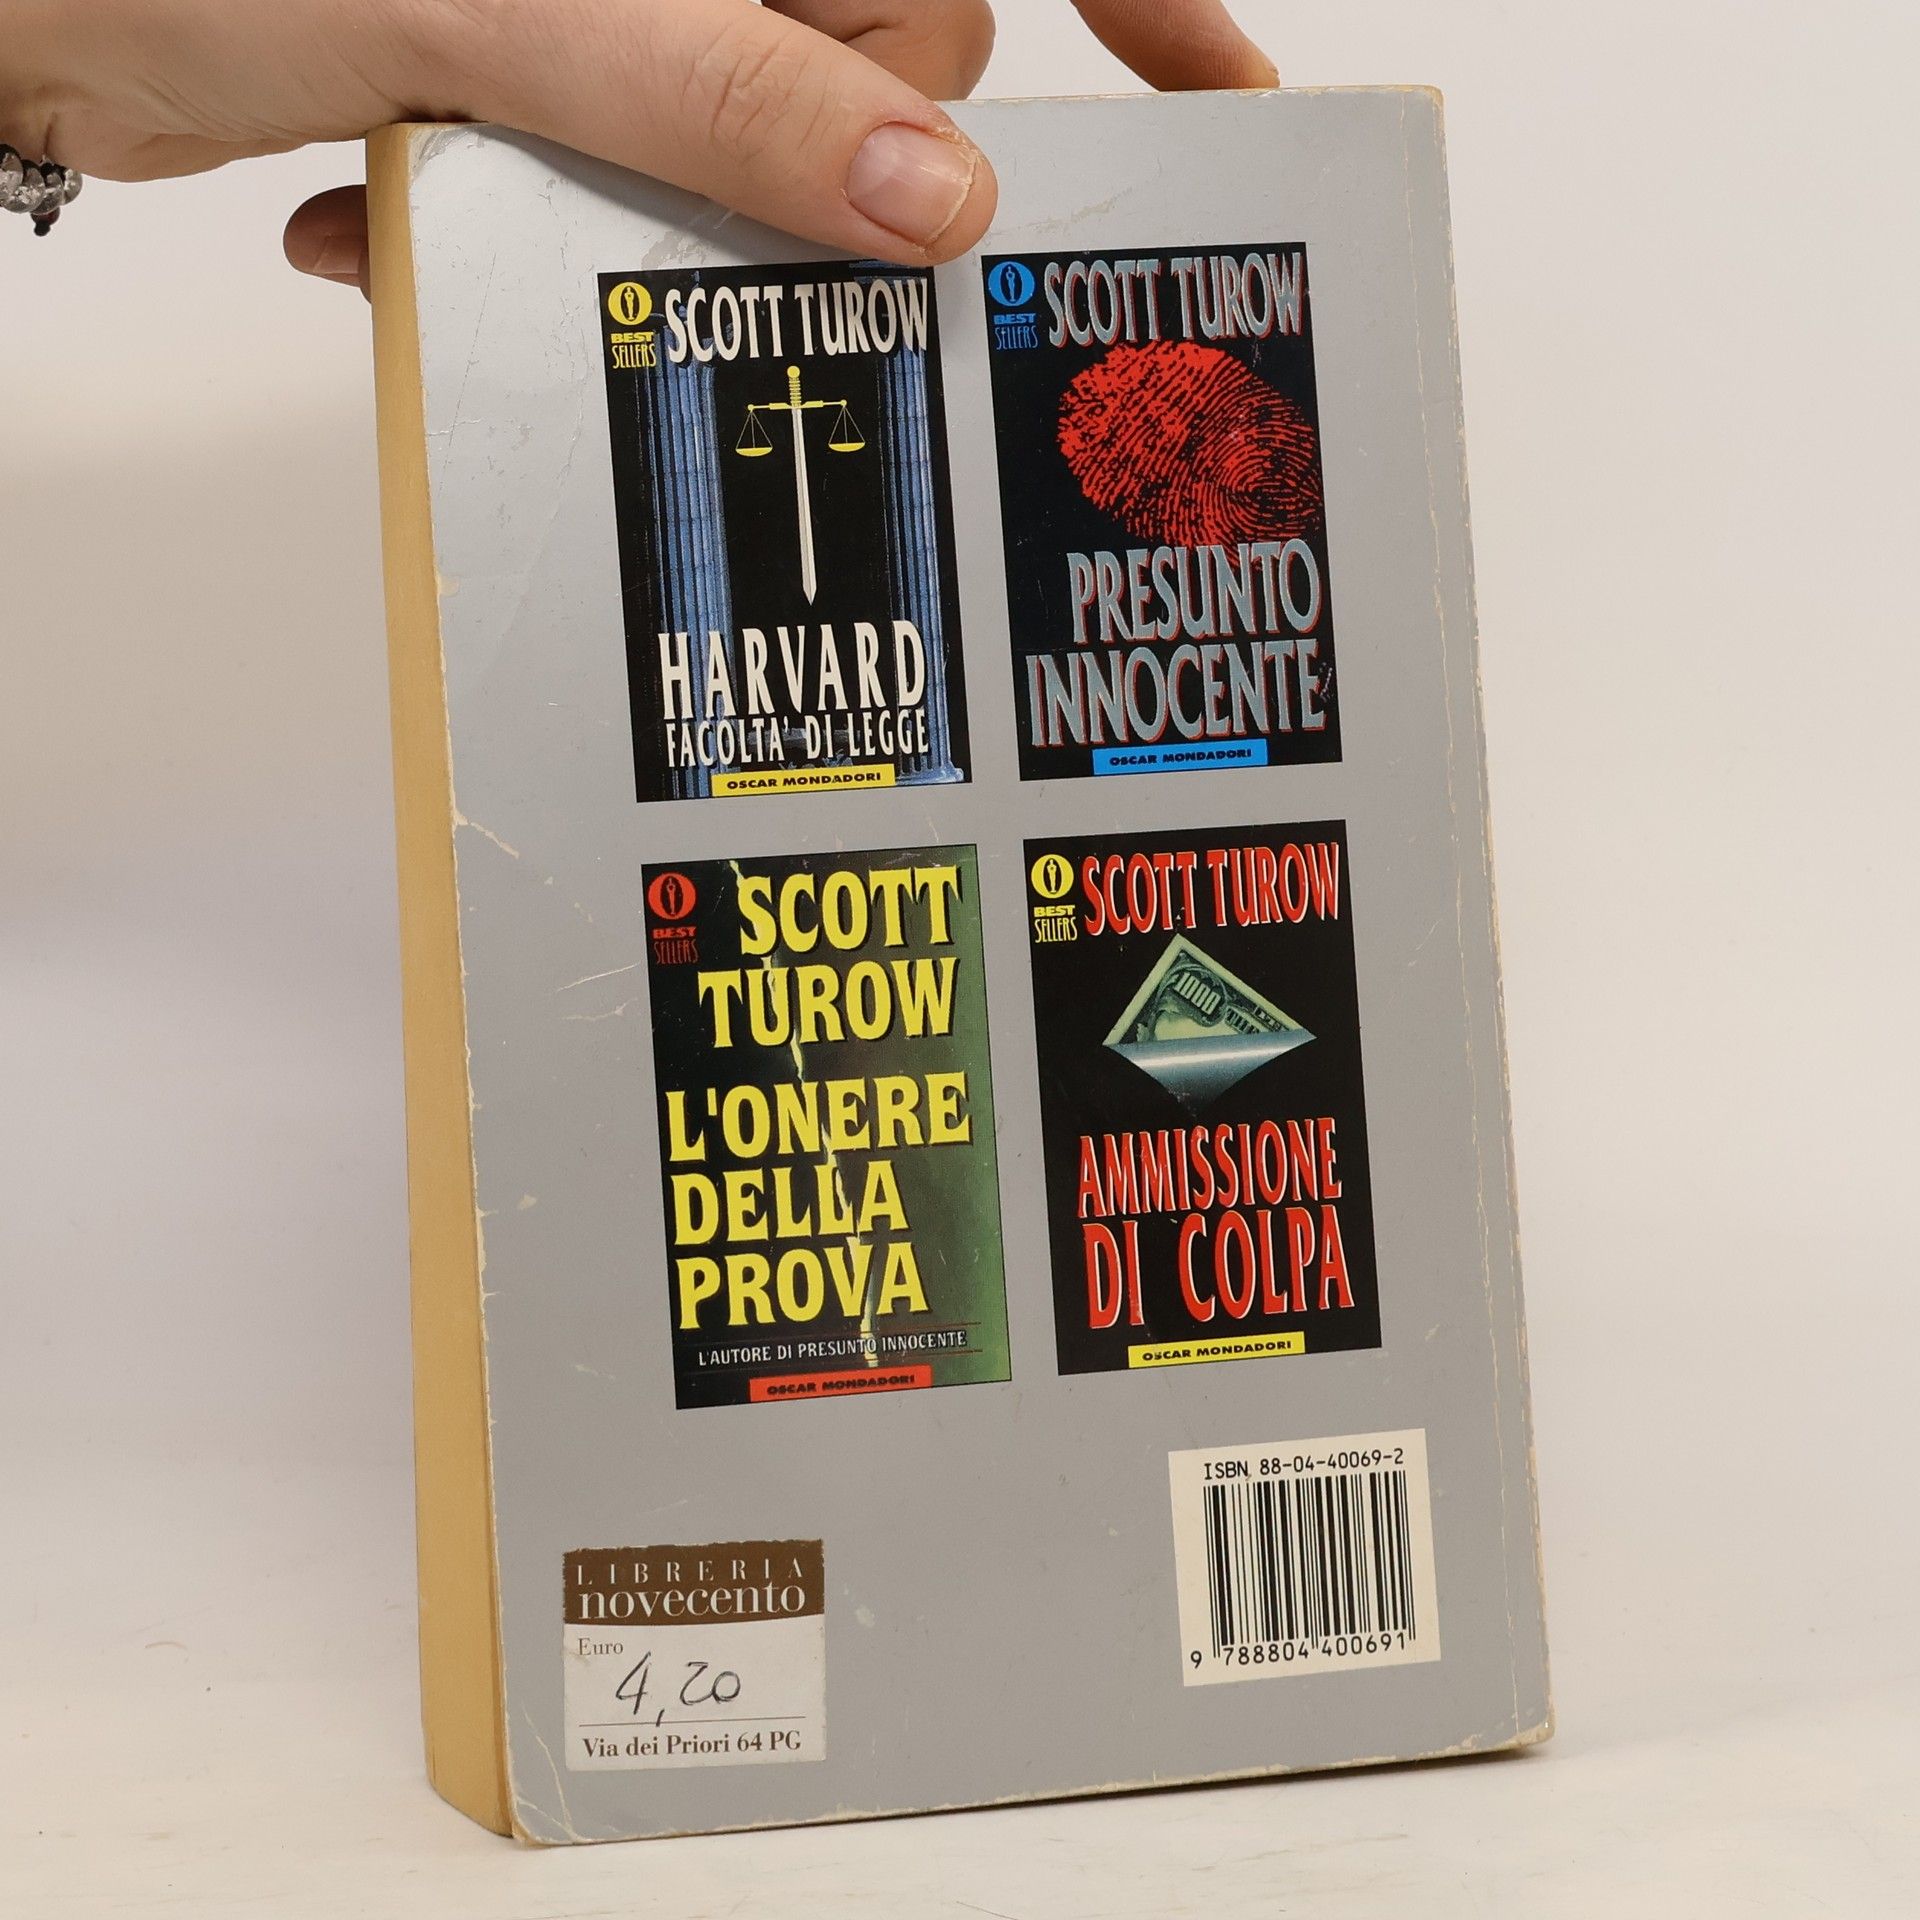 BEST
SELLERS
SCOTT TUROW
HARVARD
FACOLTA' DI LEGGE
OSCAR MONDADORI
BEST
SELLERS
SCOTT TUROW
PRESUNTO
INNOCENTE
OSCAR MONDADORI
BEST
SELLERS
SCOTT
TUROW
L'ONERE
DELLA
PROVA
L'AUTORE DI PRESUNTO INNOCENTE
OSCAR MONDADORI
BEST
SELLERS
SCOTT TUROW
1000
THE
AMMISSIONE
DI COLPA
OSCAR MONDADORI
ISBN 88-04-40069-2
9 788804 400691
LIBRERIA
novecento
Euro
4,20
Via dei Priori 64 PG